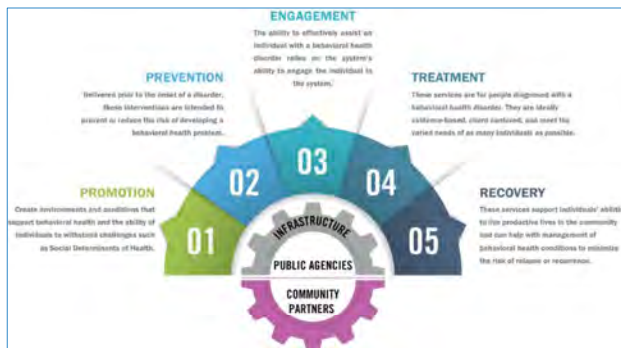 ENGAGEMENT
The ability to effectively assist an
individual with a behavioral health
disorder relies on the system's
ability to engage the individual in
the system.
PREVENTION
Delivered prior to the onset of a disorder,
these interventions are intended to
prevent or reduce the risk of developing a
behavioral health problem.
TREATMENT
These services are for people diagnosed with a
behavioral health disorder. They are ideally
evidence-based, client centered, and meet the
varied needs of as many individuals as possible.
PROMOTION
Create environments and conditions that
support behavioral health and the ability of
individuals to withstand challenges such
as Social Determinants of Health.
RECOVERY
These services support individuals' abilities
to live productive lives in the community
and can help with management of
behavioral health conditions to minimize
the risk of relapse or recurrence.
01
02
03
04
05
INFRASTRUCTURE
PUBLIC AGENCIES
COMMUNITY
PARTNERS